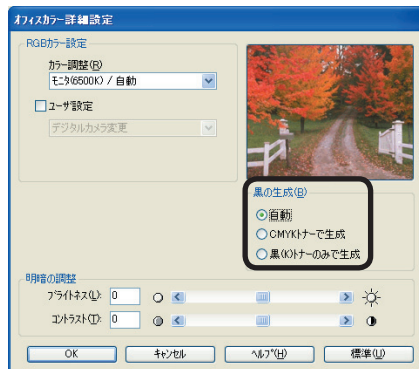 オフィスカラー詳細設定
RGBカラー設定
カラー調整(R)
モニタ(6500K) / 自動
ユーザ設定
デジタルカメラ変更
黒の生成(B)
自動
CMYKトナーで生成
黒(K)トナーのみで生成
明暗の調整
ブライトネス(L): 0
コントラスト(T): 0
OK キャンセル ヘルプ(H) 標準(U)